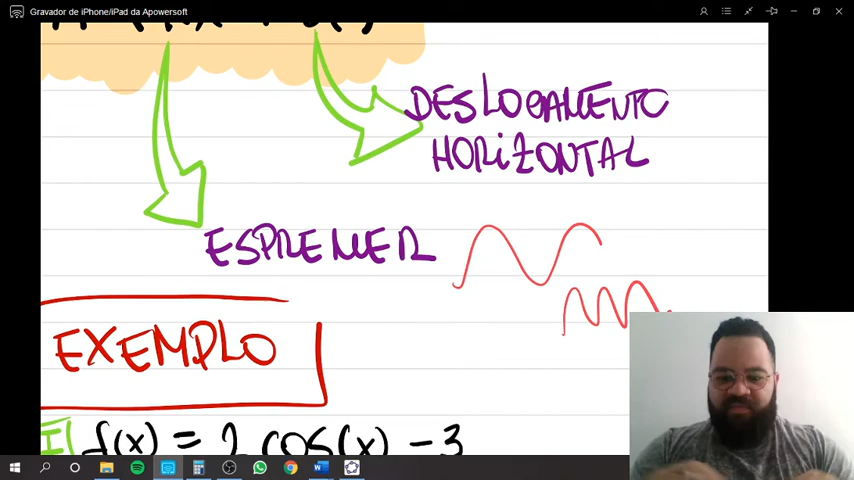 Gravador de iPhone/iPad da Apowersoft
DESLOCAMENTO
HORIZONTAL
ESPREMER
EXEMPLO
I) f(x) = 2 cos(x) - 3